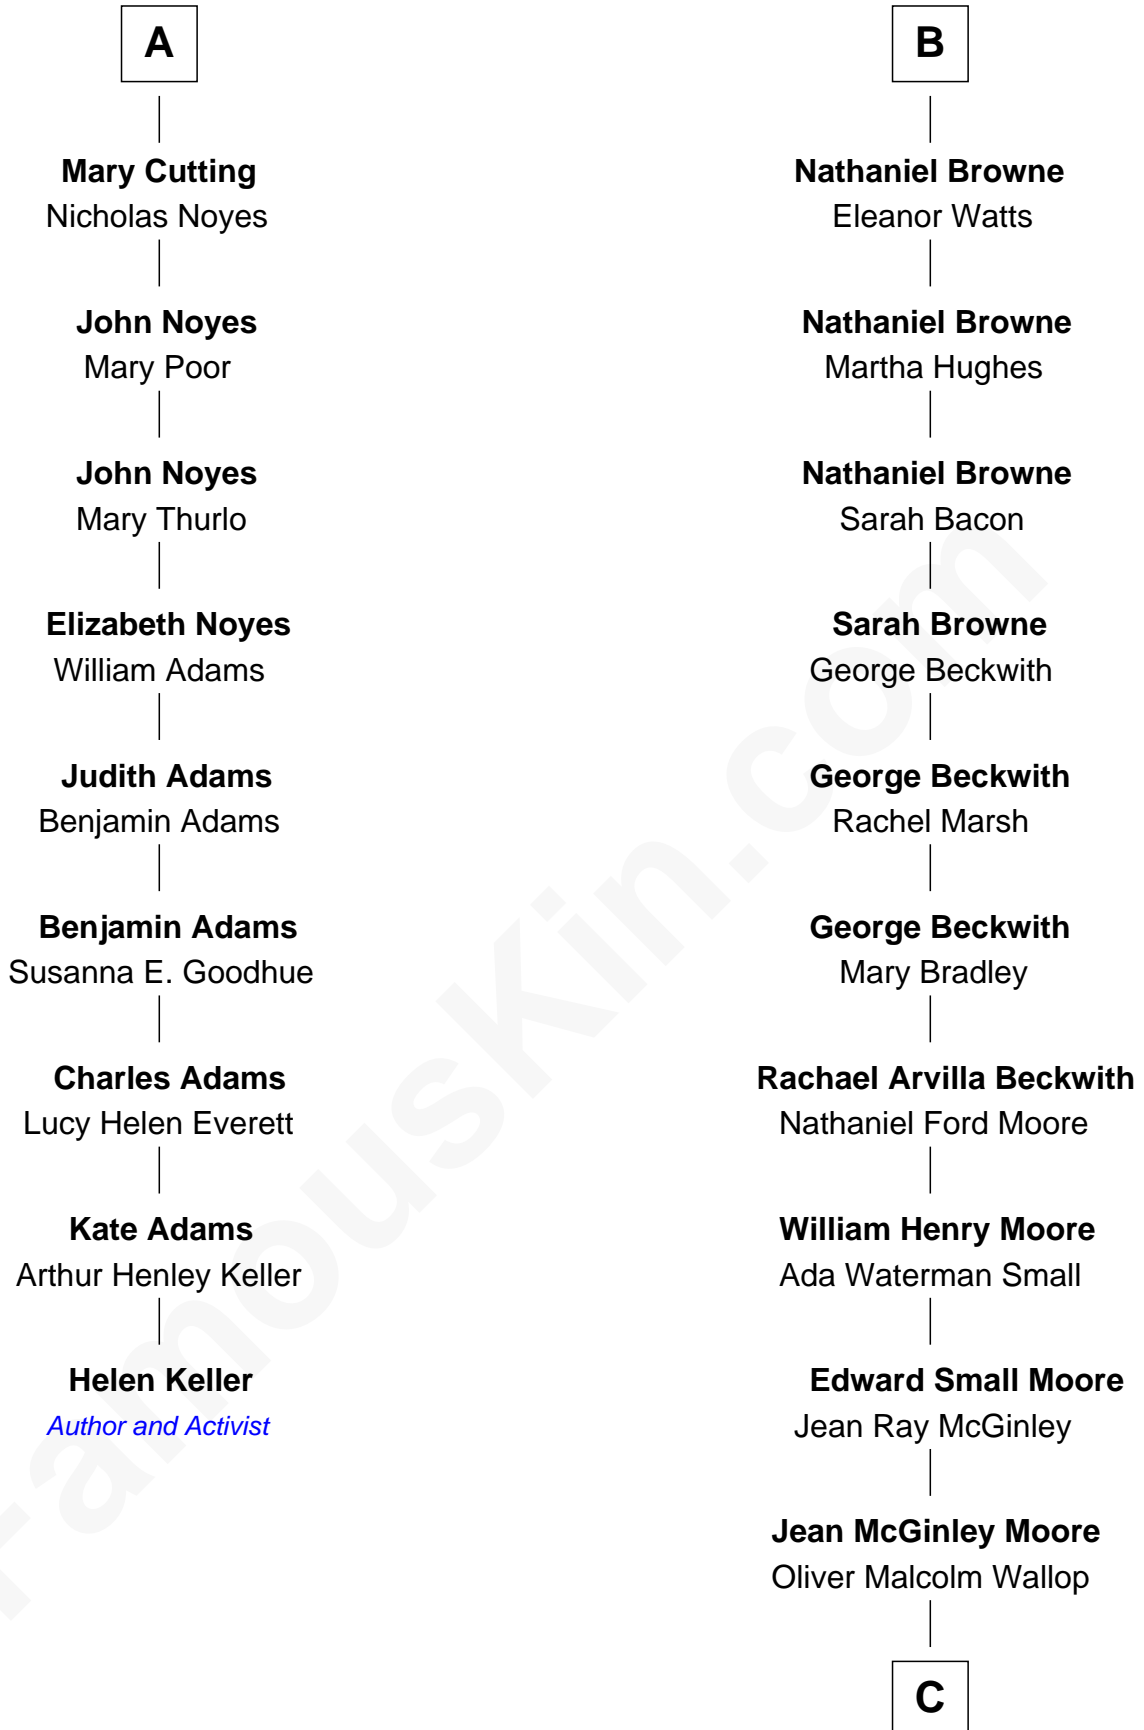 A
Mary Cutting
Nicholas Noyes
John Noyes
Mary Poor
John Noyes
Mary Thurlo
Elizabeth Noyes
William Adams
Judith Adams
Benjamin Adams
Benjamin Adams
Susanna E. Goodhue
Charles Adams
Lucy Helen Everett
Kate Adams
Arthur Henley Keller
Helen Keller
Author and Activist
B
Nathaniel Browne
Eleanor Watts
Nathaniel Browne
Martha Hughes
Nathaniel Browne
Sarah Bacon
Sarah Browne
George Beckwith
George Beckwith
Rachel Marsh
George Beckwith
Mary Bradley
Rachael Arvilla Beckwith
Nathaniel Ford Moore
William Henry Moore
Ada Waterman Small
Edward Small Moore
Jean Ray McGinley
Jean McGinley Moore
Oliver Malcolm Wallop
C
FamousKin.com